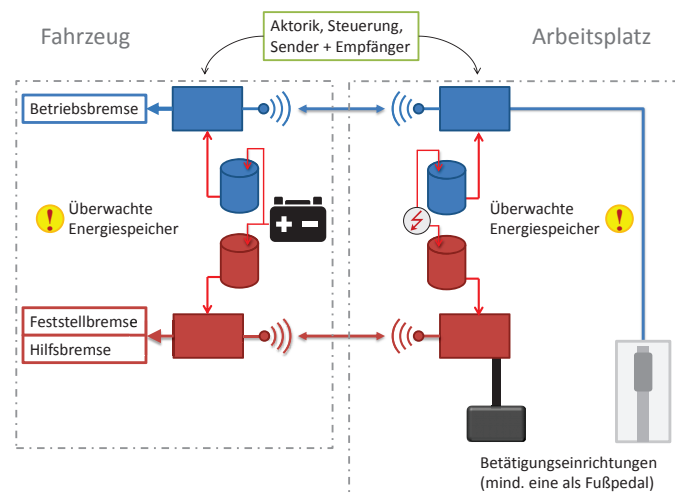 Fahrzeug
Aktorik, Steuerung,
Sender + Empfänger
Arbeitsplatz
Betriebsbremse
Überwachte
Energiespeicher
Überwachte
Energiespeicher
Feststellbremse
Hilfsbremse
Betätigungseinrichtungen
(mind. eine als Fußpedal)